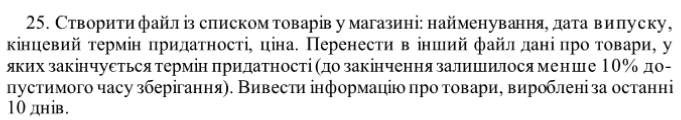 25. Створити файл із списком товарів у магазині: найменування, дата випуску,
кінцевий термін придатності, ціна. Перенести в інший файл дані про товари, у
яких закінчується термін придатності (до закінчення залишилося менше 10% до-
пустимого часу зберігання). Вивести інформацію про товари, вироблені за останні
10 днів.